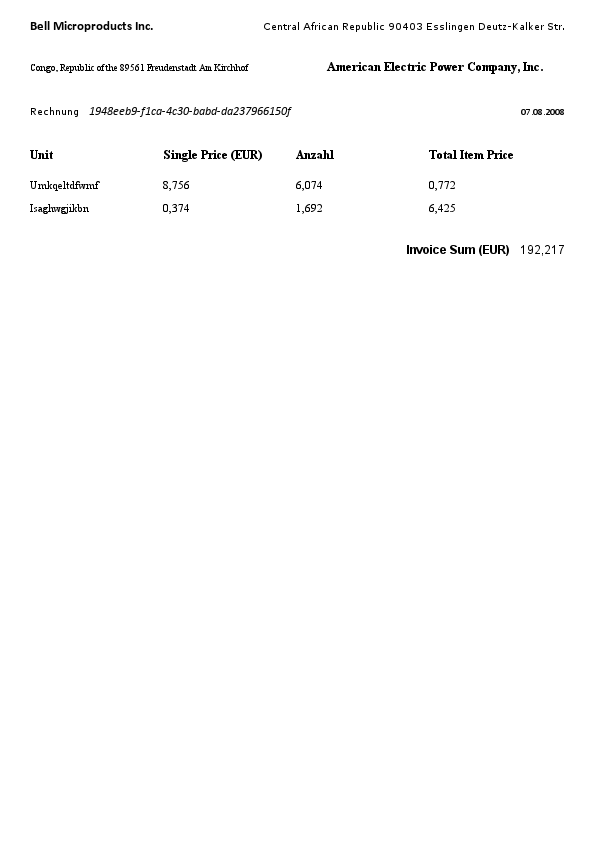 Bell Microproducts Inc. Central African Republic 90403 Esslingen Deutz-Kalker Str.
Congo, Republic of the 89561 Freudenstadt Am Kirchhof American Electric Power Company, Inc.
Rechnung 1948eeb9-f1ca-4c30-babd-da237966150f 07.08.2008
Unit Single Price (EUR) Anzahl Total Item Price
Umkqeltdfwmf 8,756 6,074 0,772
Isaghwgjikbn 0,374 1,692 6,425
Invoice Sum (EUR) 192,217